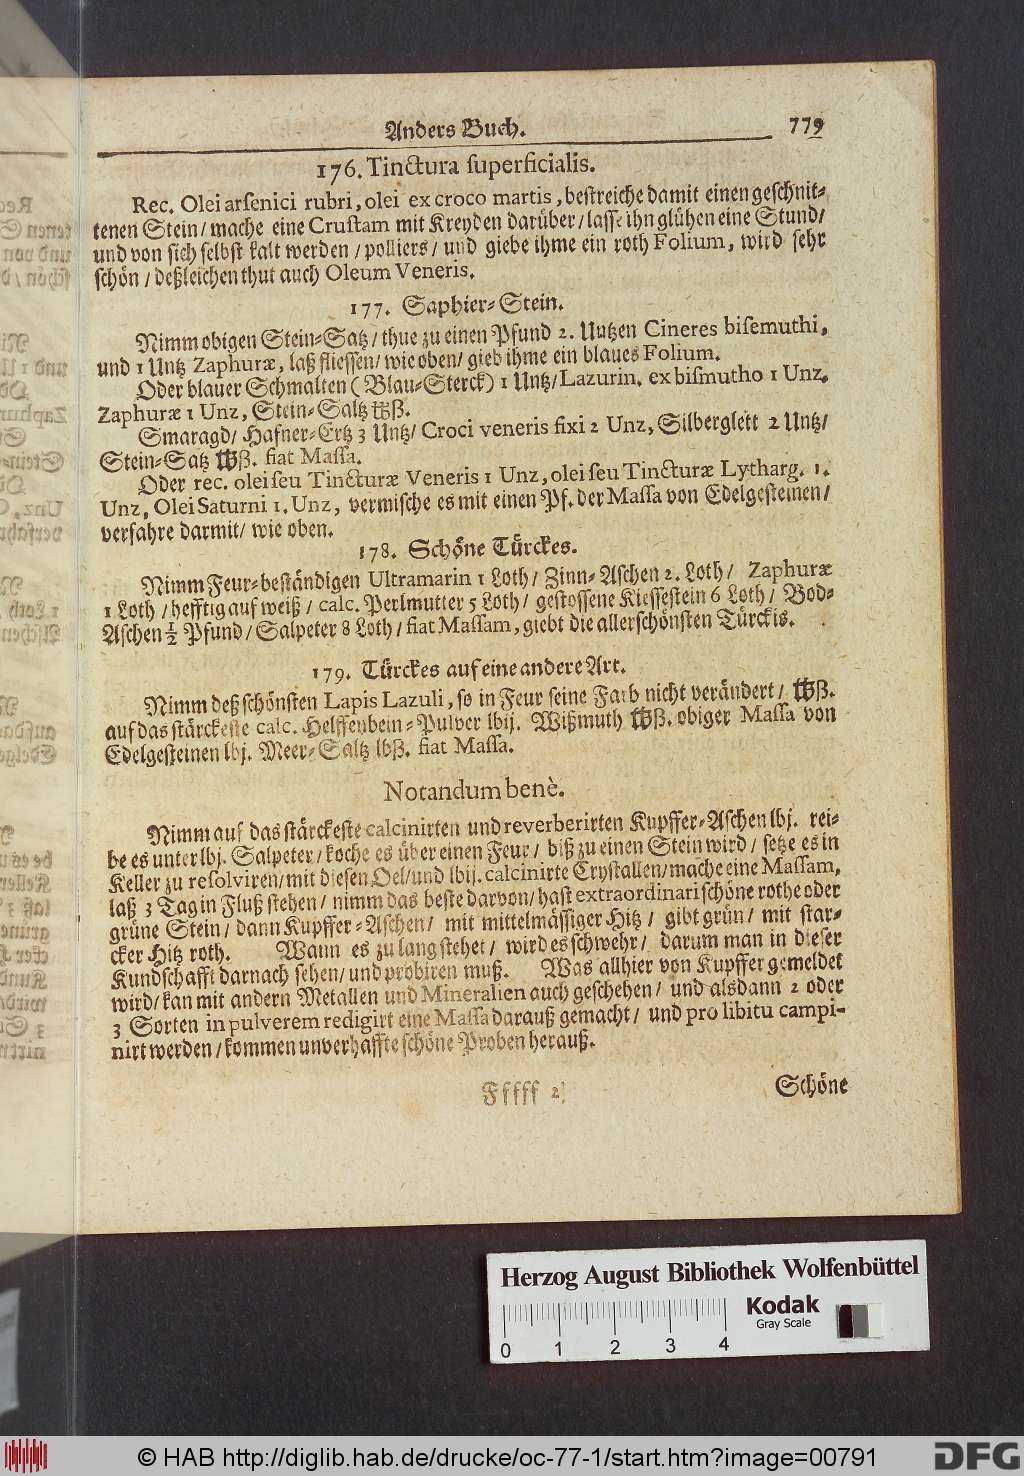 Anders Buch. 779
176. Tinctura superficialis.
Rec. Olei arsenici rubri, olei ex croco martis, bestreiche damit einen geschnit-
tenen Stein/ mache eine Crustam mit Kreyden darüber/ lasse ihn glühen eine Stund/
und von sich selbst kalt werden/ polliers/ und giebe ihme ein roth Folium, wird sehr
schön/ deßleichen thut auch Oleum Veneris.
177. Saphier-Stein.
Nimm obigen Stein-Satz/ thue zu einen Pfund 2. Untzen Cineres bisemuthi,
und 1 Untz Zaphuræ, laß fliessen/ wie oben/ gieb ihme ein blaues Folium.
Oder blauer Schmalten (Blau-Sterck) 1 Untz/ Lazurin. ex bismutho 1 Unz.
Zaphuræ 1 Unz, Stein-Saltz ℔ß.
Smaragd/ Hafner-Ertz 3 Untz/ Croci veneris fixi 2 Unz, Silberglett 2 Untz/
Stein-Satz ℔ß. fiat Massa.
Oder rec. olei seu Tincturæ Veneris 1 Unz, olei seu Tincturæ Lytharg. 1.
Unz, Olei Saturni 1. Unz, vermische es mit einen Pf. der Massa von Edelgesteinen/
verfahre darmit/ wie oben.
178. Schöne Türckes.
Nimm Feur-beständigen Ultramarin 1 Loth/ Zinn-Aschen 2. Loth/ Zaphuræ
1 Loth/ hefftig auf weiß/ calc. Perlmutter 5 Loth/ gestossene Kiessestein 6 Loth/ Bod-
Aschen ½ Pfund/ Salpeter 8 Loth/ fiat Massam, giebt die allerschönsten Türckis.
179. Türckes auf eine andere Art.
Nimm deß schönsten Lapis Lazuli, so in Feur seine Farb nicht verändert/ ℔ß.
auf das stärckeste calc. Helffenbein-Pulver lbij. Wißmuth ℔ß. obiger Massa von
Edelgesteinen lbj. Meer-Saltz lbß. fiat Massa.
Notandum benè.
Nimm auf das stärckeste calcinirten und reverberirten Kupffer-Aschen lbj. rei-
be es unter lbj. Salpeter/ koche es über einen Feur/ biß zu einen Stein wird/ setze es in
Keller zu resolviren/ mit diesen Oel/ und lbij. calcinirte Crystallen/ mache eine Massam,
laß 3 Tag in Fluß stehen/ nimm das beste darvon/ hast extraordinari schöne rothe oder
grüne Stein/ dann Kupffer-Aschen/ mit mittelmässiger Hitz/ gibt grün/ mit star-
cker Hitz roth. Wann es zu lang stehet/ wird es schwehr/ darum man in dieser
Kundschafft darnach sehen/ und probiren muß. Was allhier von Kupffer gemeldet
wird/ kan mit andern Metallen und Mineralien auch geschehen/ und alsdann 2 oder
3 Sorten in pulverem redigirt eine Massa darauß gemacht/ und pro libitu campi-
nirt werden/ kommen unverhaffte schöne Proben herauß.
Fffff 2
Schöne
Herzog August Bibliothek Wolfenbüttel
Kodak
Gray Scale
0 1 2 3 4
© HAB http://diglib.hab.de/drucke/oc-77-1/start.htm?image=00791
DFG